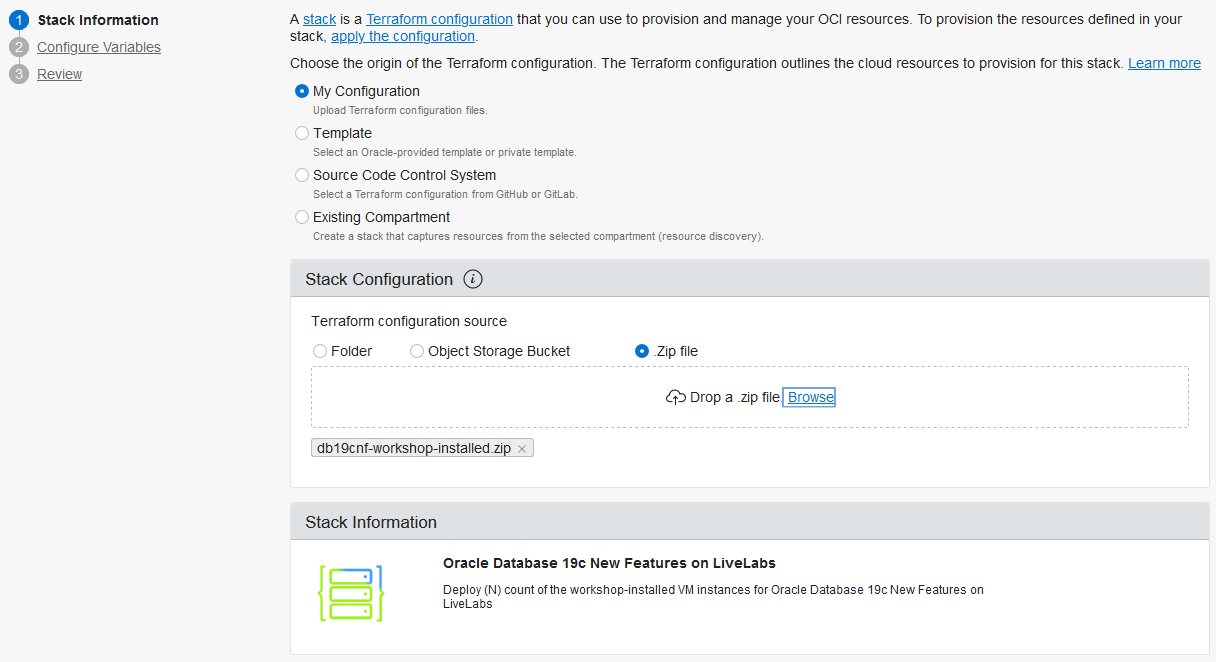 1 Stack Information
2 Configure Variables
3 Review
A stack is a Terraform configuration that you can use to provision and manage your OCI resources. To provision the resources defined in your
stack, apply the configuration.
Choose the origin of the Terraform configuration. The Terraform configuration outlines the cloud resources to provision for this stack. Learn more
My Configuration
Upload Terraform configuration files.
Template
Select an Oracle-provided template or private template.
Source Code Control System
Select a Terraform configuration from GitHub or GitLab.
Existing Compartment
Create a stack that captures resources from the selected compartment (resource discovery).
Stack Configuration i
Terraform configuration source
Folder Object Storage Bucket .Zip file
Drop a .zip file Browse
db19cnf-workshop-installed.zip ×
Stack Information
Oracle Database 19c New Features on LiveLabs
Deploy (N) count of the workshop-installed VM instances for Oracle Database 19c New Features on
LiveLabs